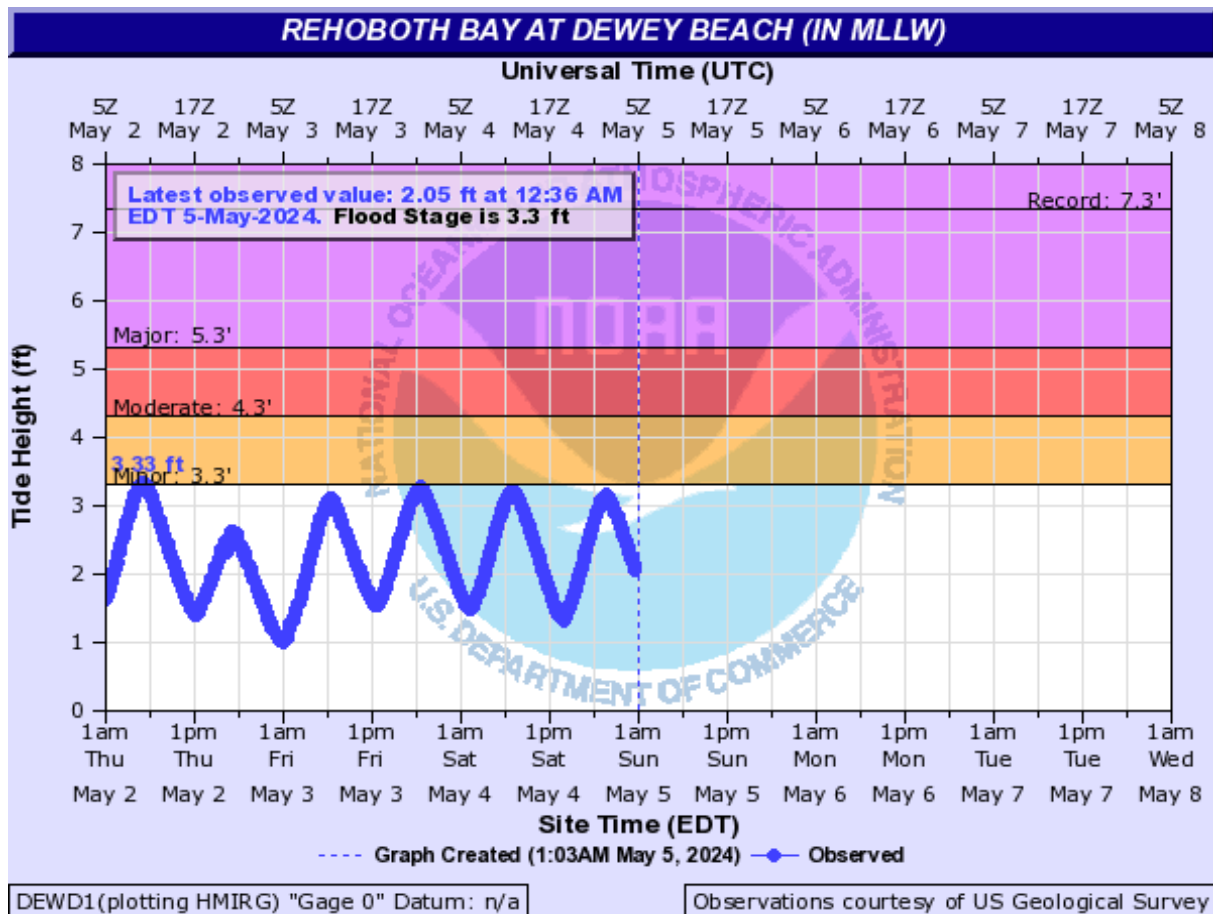 REHOBOTH BAY AT DEWEY BEACH (IN MLLW)
Universal Time (UTC)
5Z 17Z 5Z 17Z 5Z 17Z 5Z 17Z 5Z 17Z 5Z 17Z 5Z
May 2 May 2 May 3 May 3 May 4 May 4 May 5 May 5 May 6 May 6 May 7 May 7 May 8
Latest observed value: 2.05 ft at 12:36 AM
EDT 5-May-2024. Flood Stage is 3.3 ft
Record: 7.3'
Major: 5.3'
Moderate: 4.3'
3.33 ft
Minor: 3.3'
Tide Height (ft)
8
7
6
5
4
3
2
1
0
NATIONAL OCEANIC AND ATMOSPHERIC ADMINISTRATION
NOAA
U.S. DEPARTMENT OF COMMERCE
1am 1pm 1am 1pm 1am 1pm 1am 1pm 1am 1pm 1am 1pm 1am
Thu Thu Fri Fri Sat Sat Sun Sun Mon Mon Tue Tue Wed
May 2 May 2 May 3 May 3 May 4 May 4 May 5 May 5 May 6 May 6 May 7 May 7 May 8
Site Time (EDT)
Graph Created (1:03AM May 5, 2024) Observed
DEWD1(plotting HMIRG) "Gage 0" Datum: n/a
Observations courtesy of US Geological Survey